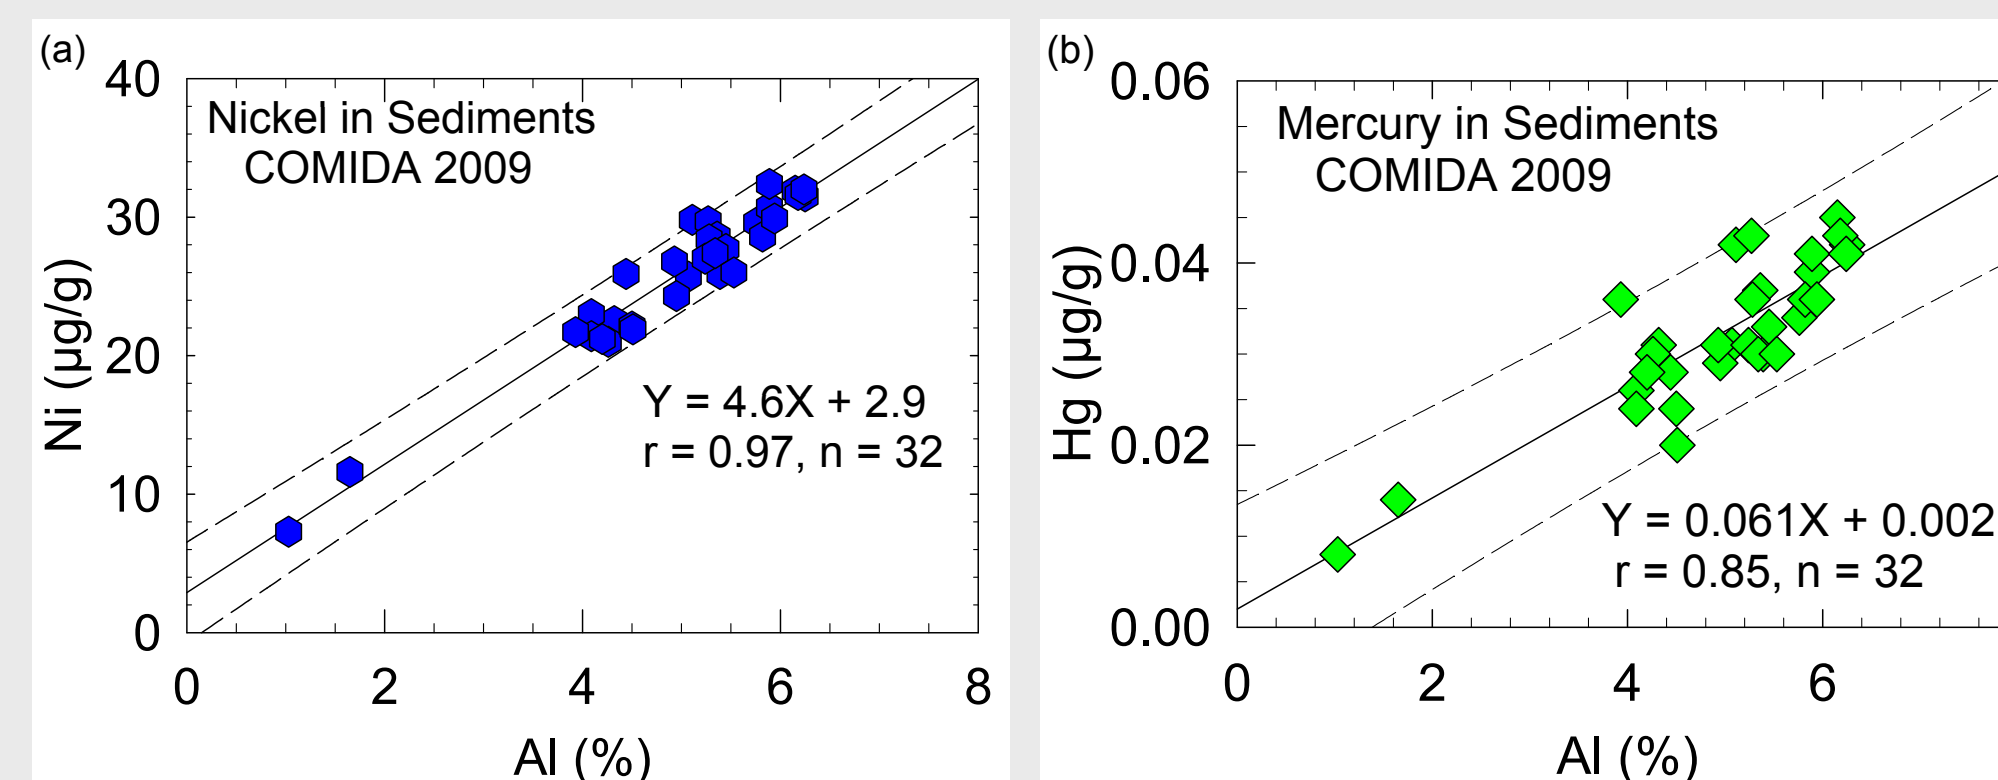 (a)
40
30
20
10
0
Ni (µg/g)
Nickel in Sediments
COMIDA 2009
Y = 4.6X + 2.9
r = 0.97, n = 32
0 2 4 6 8
Al (%)
(b)
0.06
0.04
0.02
0.00
Hg (µg/g)
Mercury in Sediments
COMIDA 2009
Y = 0.061X + 0.002
r = 0.85, n = 32
0 2 4 6
Al (%)